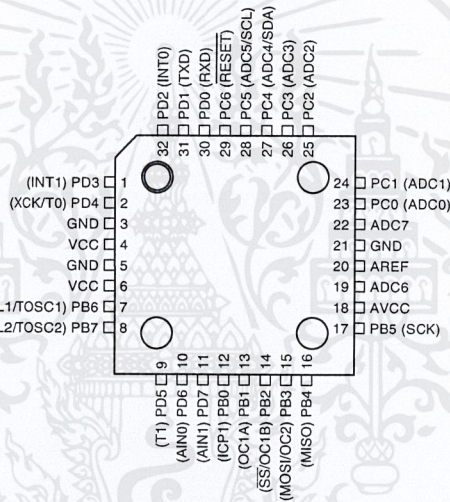 32 PD2 (INT0)
31 PD1 (TXD)
30 PD0 (RXD)
29 PC6 (RESET)
28 PC5 (ADC5/SCL)
27 PC4 (ADC4/SDA)
26 PC3 (ADC3)
25 PC2 (ADC2)
(INT1) PD3 1
(XCK/T0) PD4 2
GND 3
VCC 4
GND 5
VCC 6
L1/TOSC1) PB6 7
L2/TOSC2) PB7 8
24 PC1 (ADC1)
23 PC0 (ADC0)
22 ADC7
21 GND
20 AREF
19 ADC6
18 AVCC
17 PB5 (SCK)
(T1) PD5 9
(AIN0) PD6 10
(AIN1) PD7 11
(ICP1) PB0 12
(OC1A) PB1 13
(SS/OC1B) PB2 14
(MOSI/OC2) PB3 15
(MISO) PB4 16